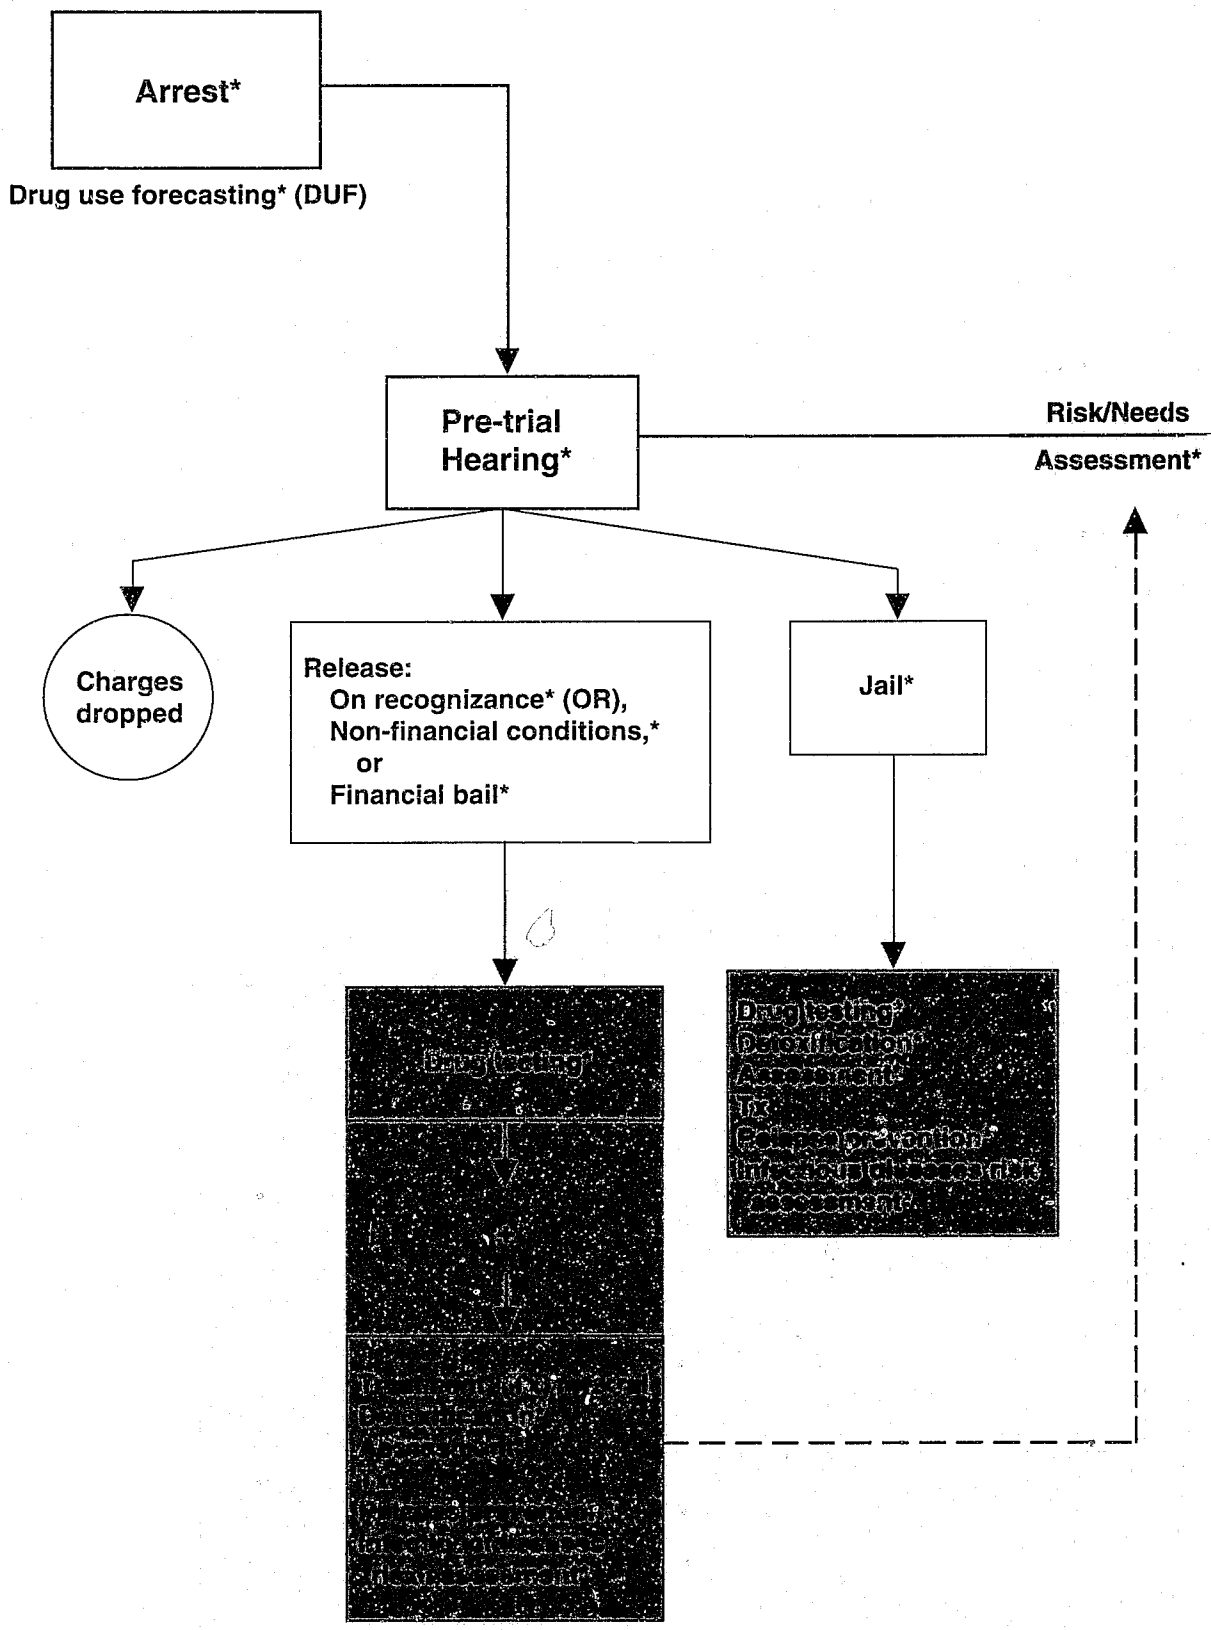 Arrest*
Drug use forecasting* (DUF)
Pre-trial
Hearing*
Risk/Needs
Assessment*
Charges
dropped
Release:
On recognizance* (OR),
Non-financial conditions,*
or
Financial bail*
Jail*
Drug testing*
Drug testing*
Detoxification*
Assessment*
Tx
Relapse prevention*
Infectious diseases risk
assessment*
+
Detoxification*